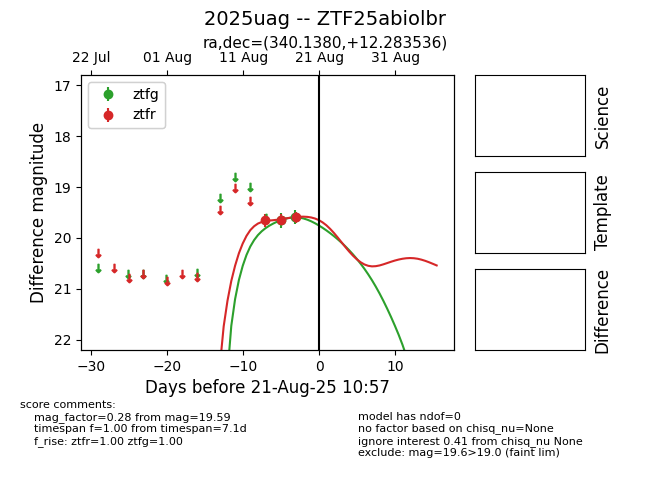 2025uag -- ZTF25abiolbr
ra,dec=(340.1380,+12.283536)
22 Jul 01 Aug 11 Aug 21 Aug 31 Aug
ztfg
ztfr
17
18
19
20
21
22
Difference magnitude
−30 −20 −10 0 10
Days before 21-Aug-25 10:57
Science
Template
Difference
score comments:
mag_factor=0.28 from mag=19.59
timespan f=1.00 from timespan=7.1d
f_rise: ztfr=1.00 ztfg=1.00
model has ndof=0
no factor based on chisq_nu=None
ignore interest 0.41 from chisq_nu None
exclude: mag=19.6>19.0 (faint lim)